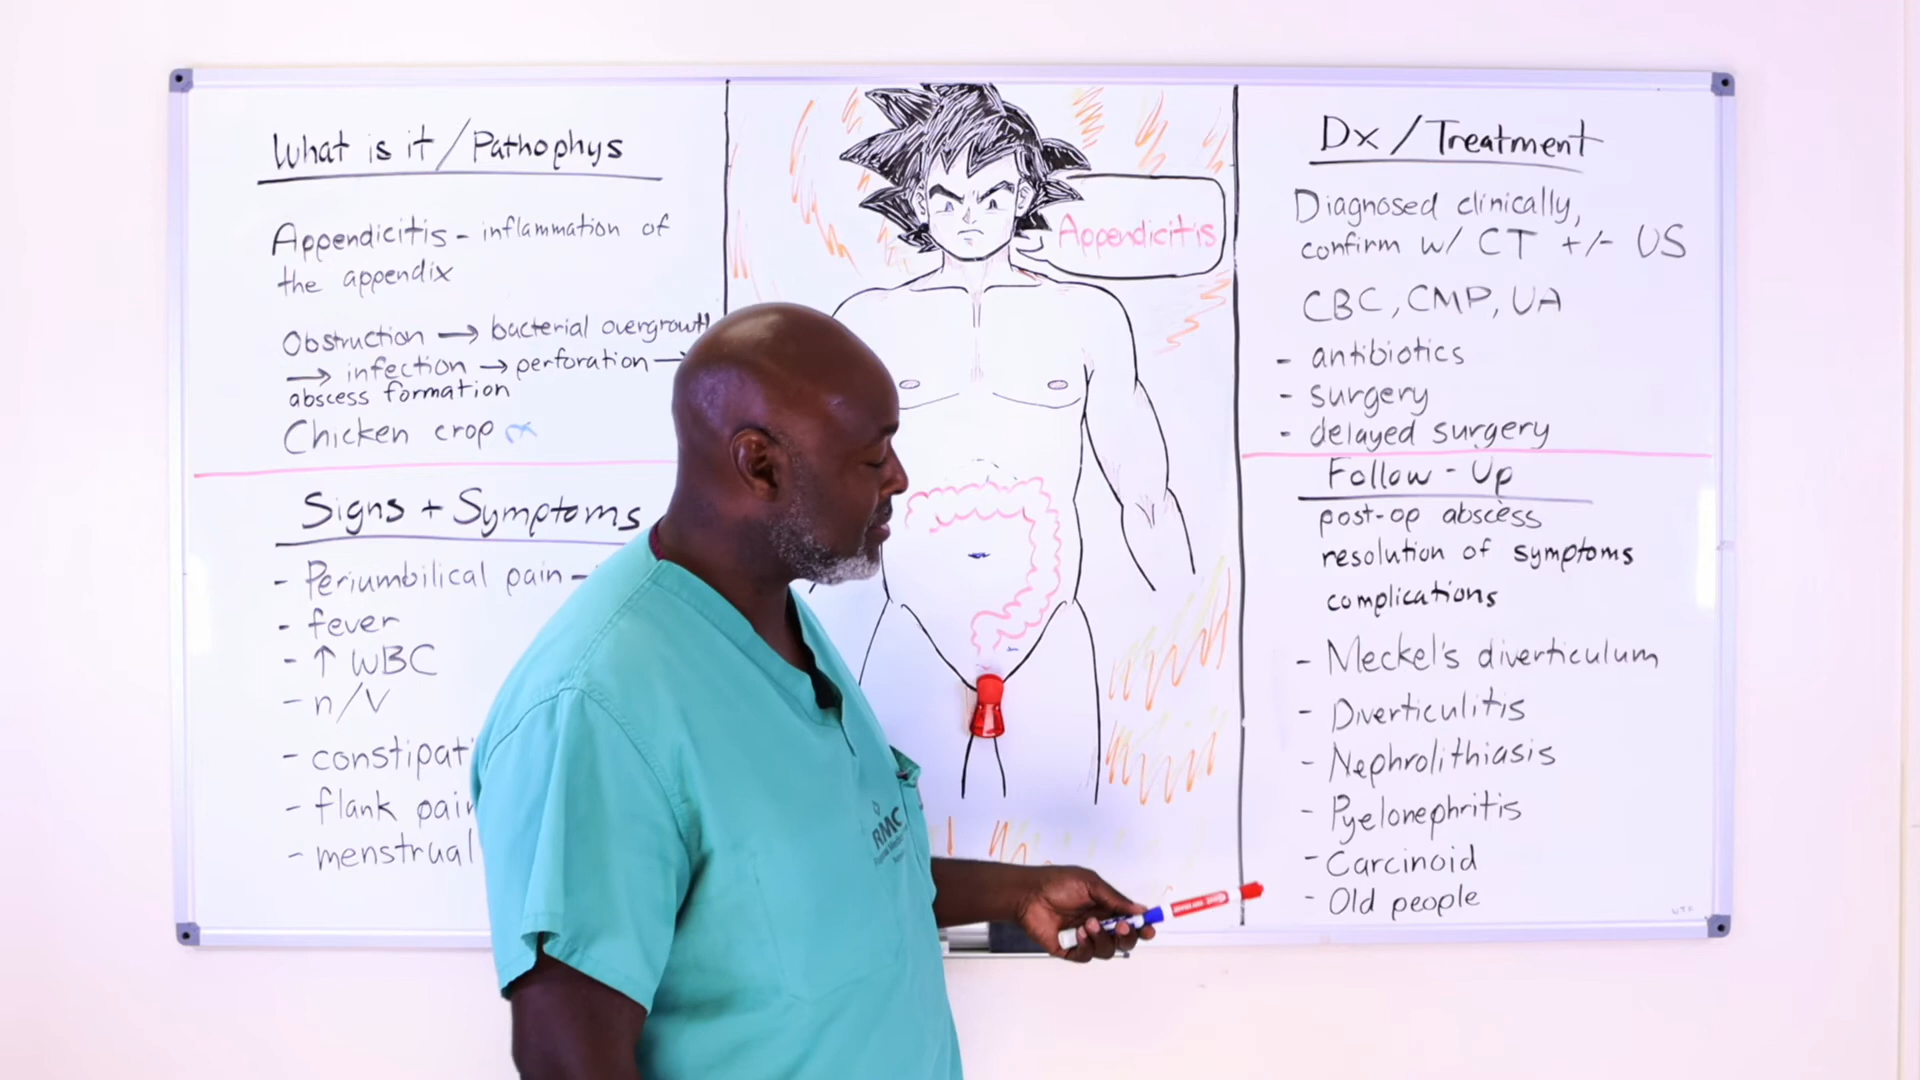 What is it / Pathophys
Appendicitis - inflammation of
the appendix
Obstruction → bacterial overgrowth
→ infection → perforation →
abscess formation
Chicken crop
Signs + Symptoms
- Periumbilical pain -
- fever
- ↑ WBC
- n/v
- constipati
- flank pain
- menstrual
Appendicitis
RMC
Dx / Treatment
Diagnosed clinically,
confirm w/ CT +/- US
CBC, CMP, UA
- antibiotics
- surgery
- delayed surgery
Follow-Up
post-op abscess
resolution of symptoms
complications
- Meckel's diverticulum
- Diverticulitis
- Nephrolithiasis
- Pyelonephritis
- Carcinoid
- Old people